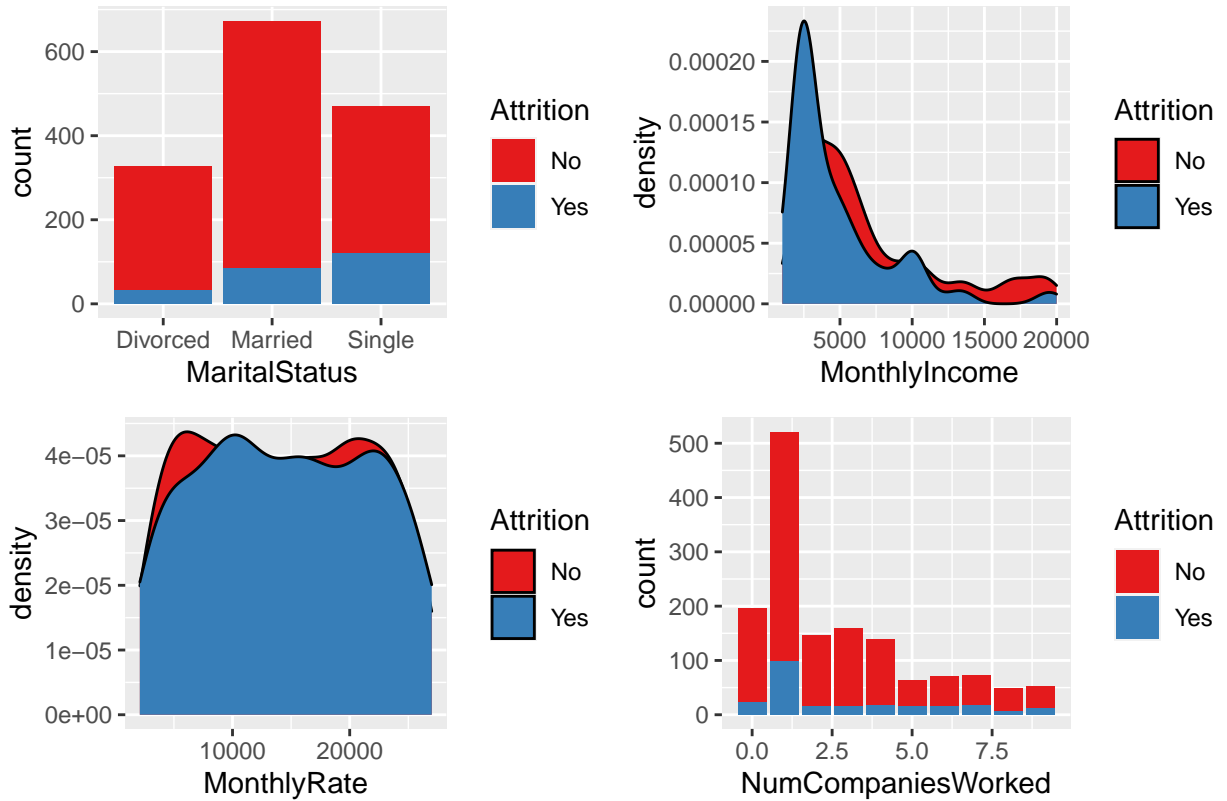 600
400
200
0
count
Divorced Married Single
MaritalStatus
Attrition
No
Yes
0.00020
0.00015
0.00010
0.00005
0.00000
density
5000 10000 15000 20000
MonthlyIncome
Attrition
No
Yes
4e−05
3e−05
2e−05
1e−05
0e+00
density
10000 20000
MonthlyRate
Attrition
No
Yes
500
400
300
200
100
0
count
0.0 2.5 5.0 7.5
NumCompaniesWorked
Attrition
No
Yes